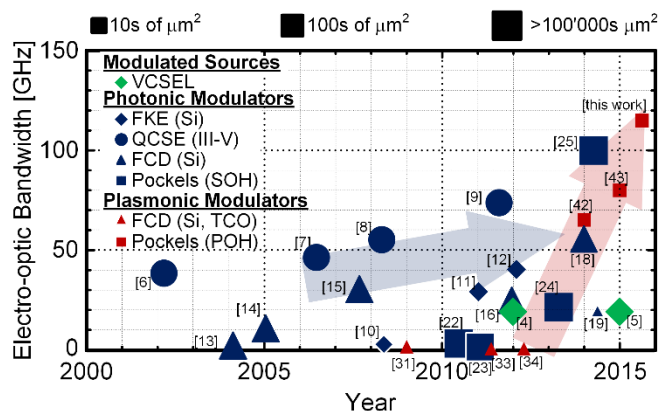 10s of μm²
100s of μm²
>100'000s μm²
Electro-optic Bandwidth [GHz]
150
100
50
0
Modulated Sources
VCSEL
Photonic Modulators
FKE (Si)
QCSE (III-V)
FCD (Si)
Pockels (SOH)
Plasmonic Modulators
FCD (Si, TCO)
Pockels (POH)
[this work]
[25]
[43]
[42]
[9]
[8]
[7]
[6]
[18]
[12]
[11]
[15]
[14]
[13]
[10]
[16]
[4]
[24]
[19]
[5]
[22]
[23]
[31]
[33]
[34]
2000
2005
2010
2015
Year